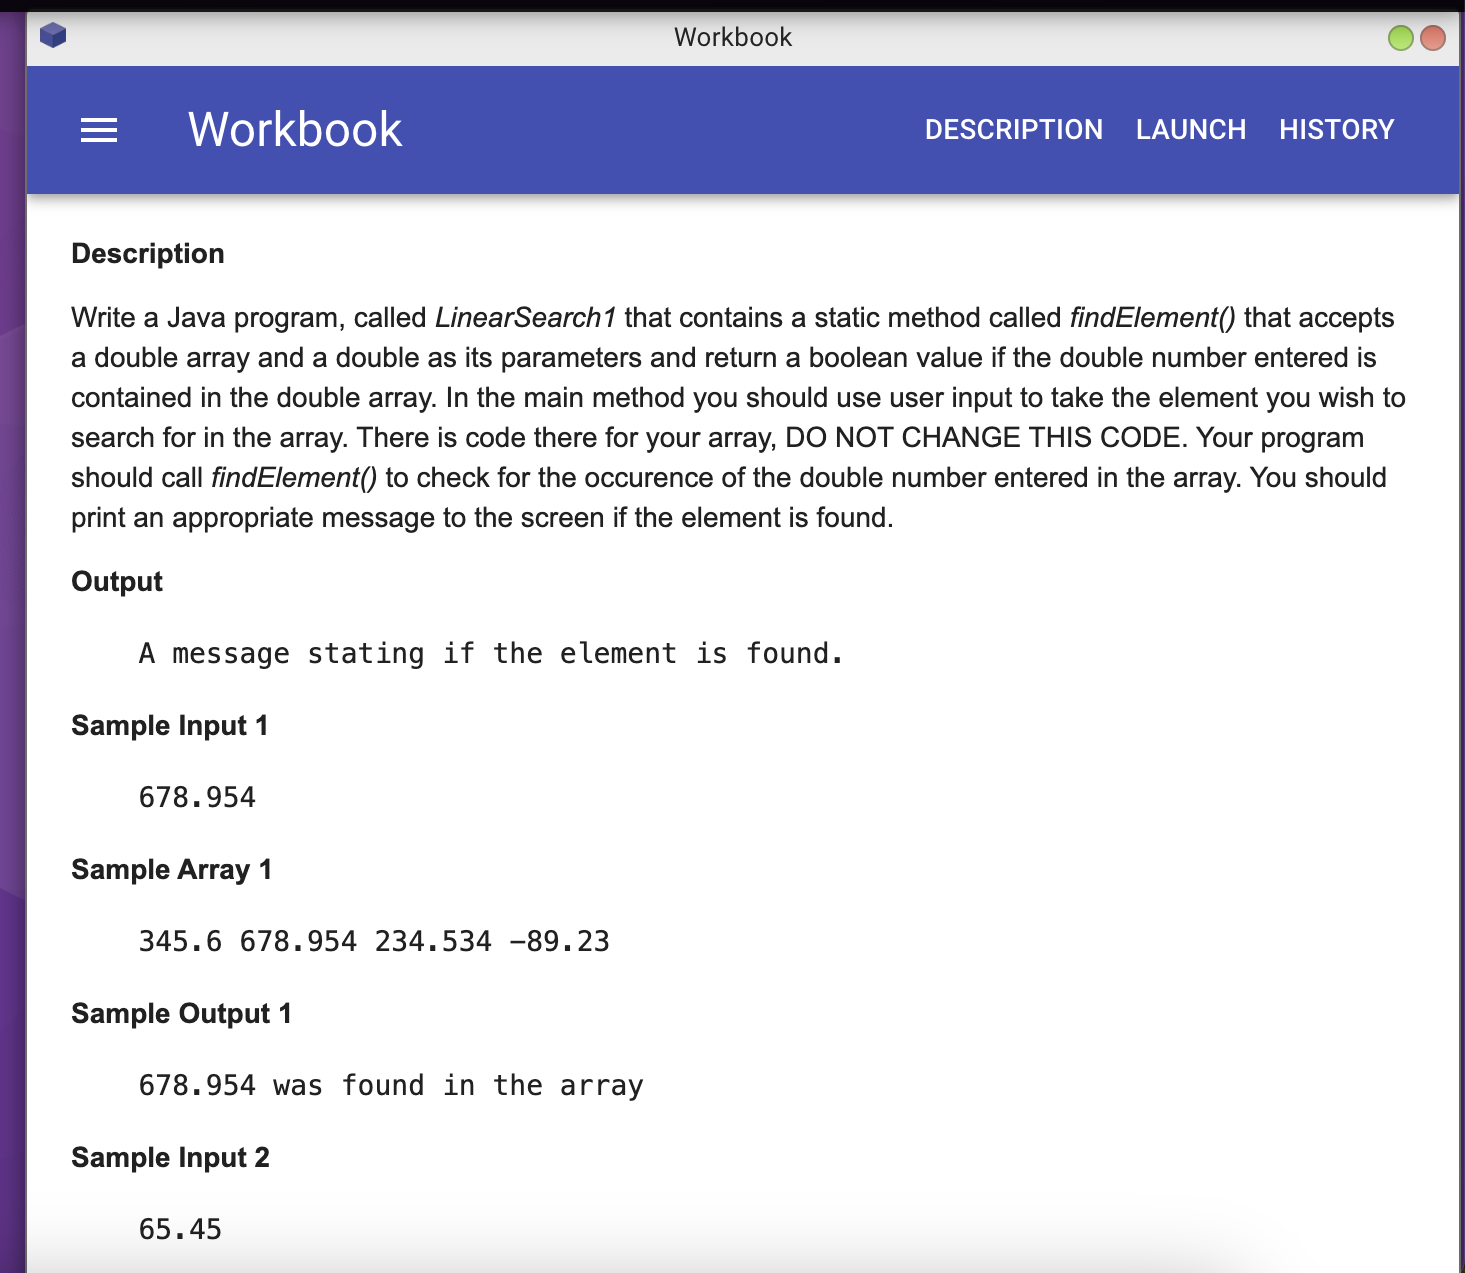 Workbook
Workbook DESCRIPTION LAUNCH HISTORY
Description
Write a Java program, called LinearSearch1 that contains a static method called findElement() that accepts
a double array and a double as its parameters and return a boolean value if the double number entered is
contained in the double array. In the main method you should use user input to take the element you wish to
search for in the array. There is code there for your array, DO NOT CHANGE THIS CODE. Your program
should call findElement() to check for the occurence of the double number entered in the array. You should
print an appropriate message to the screen if the element is found.
Output
A message stating if the element is found.
Sample Input 1
678.954
Sample Array 1
345.6 678.954 234.534 -89.23
Sample Output 1
678.954 was found in the array
Sample Input 2
65.45